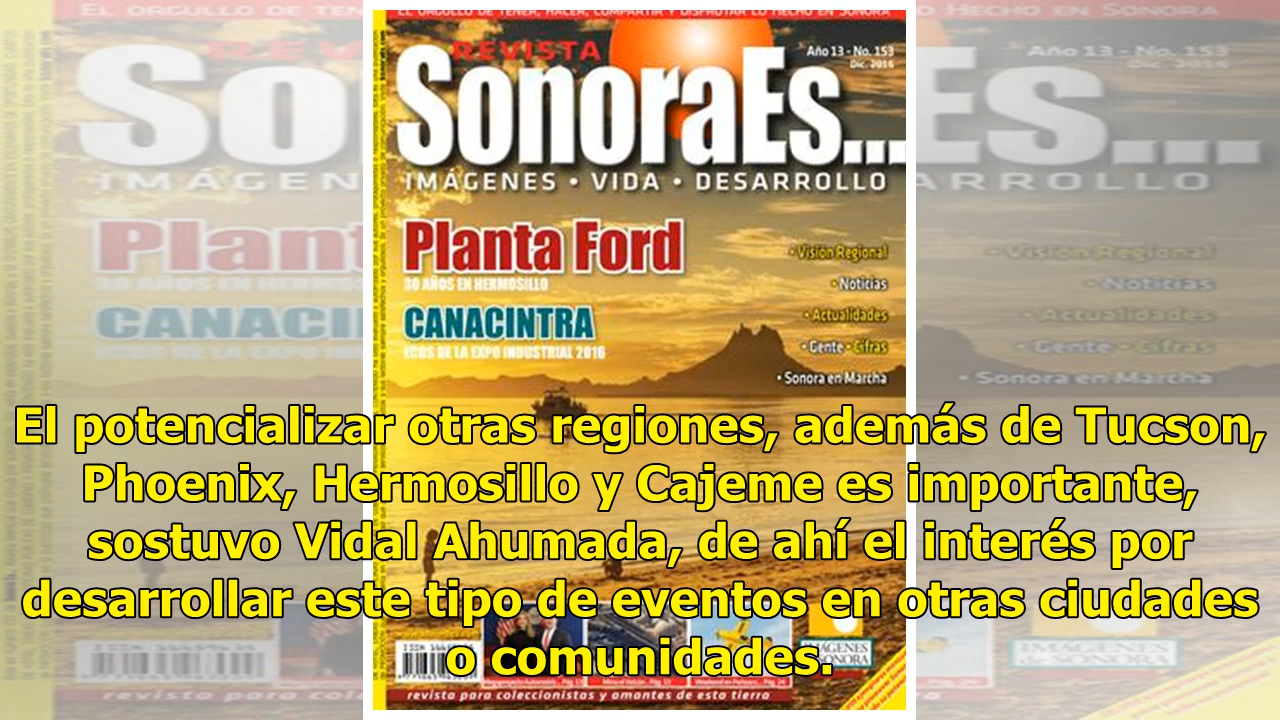 EL ORGULLO DE TENER, HACER, COMPARTIR Y DISFRUTAR LO HECHO EN SONORA
REVISTA
Año 13 - No. 153
Dic. 2016
SonoraEs...
IMÁGENES • VIDA • DESARROLLO
Planta Ford
30 AÑOS EN HERMOSILLO
CANACINTRA
ECOS DE LA EXPO INDUSTRIAL 2016
• Visión Regional
• Noticias
• Actualidades
• Gente • Cifras
• Sonora en Marcha
El potencializar otras regiones, además de Tucson,
Phoenix, Hermosillo y Cajeme es importante,
sostuvo Vidal Ahumada, de ahí el interés por
desarrollar este tipo de eventos en otras ciudades
o comunidades.
IMÁGENES
SONORA
revista para coleccionistas y amantes de esta tierra